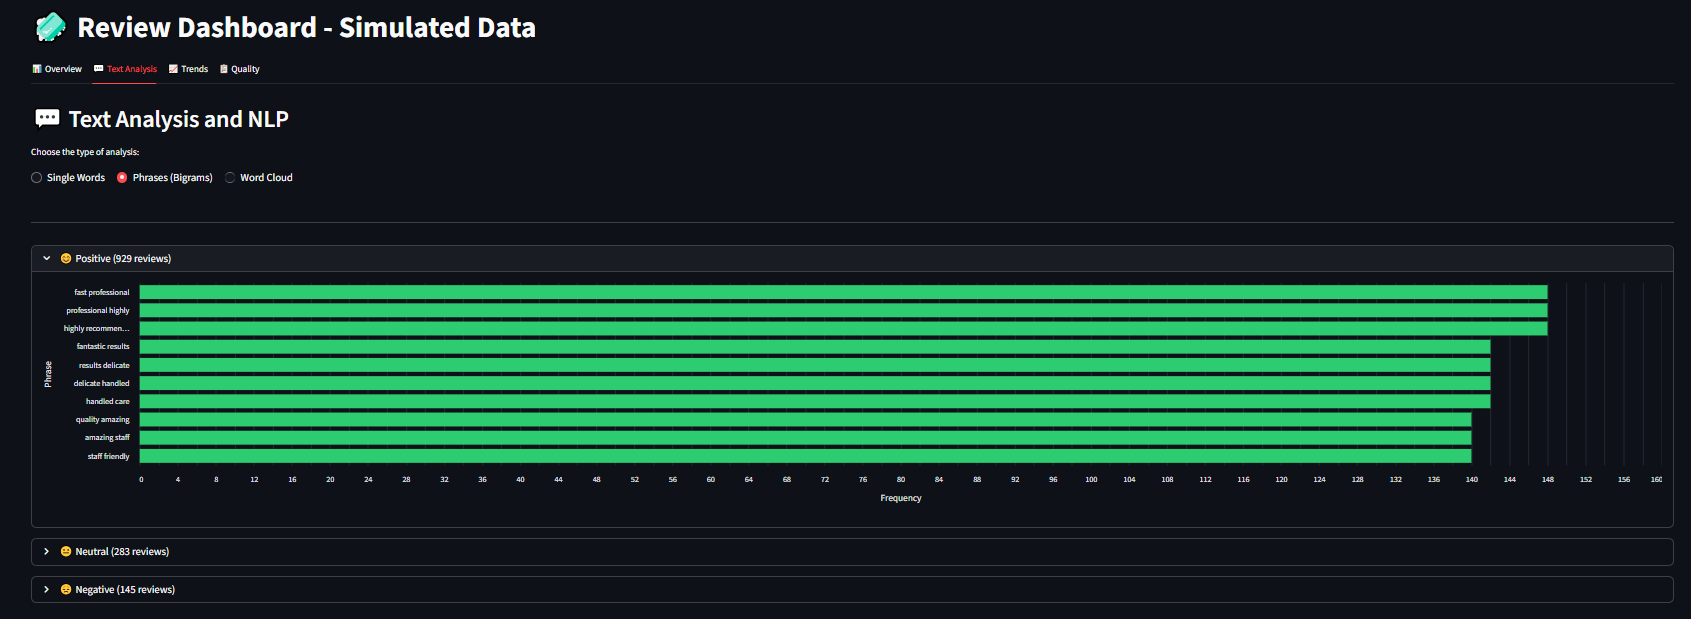 Review Dashboard - Simulated Data
Overview Text Analysis Trends Quality
Text Analysis and NLP
Choose the type of analysis:
Single Words Phrases (Bigrams) Word Cloud
Positive (929 reviews)
fast professional
professional highly
highly recommen...
fantastic results
results delicate
delicate handled
handled care
quality amazing
amazing staff
staff friendly
Phrase
0 4 8 12 16 20 24 28 32 36 40 44 48 52 56 60 64 68 72 76 80 84 88 92 96 100 104 108 112 116 120 124 128 132 136 140 144 148 152 156 160
Frequency
Neutral (283 reviews)
Negative (145 reviews)